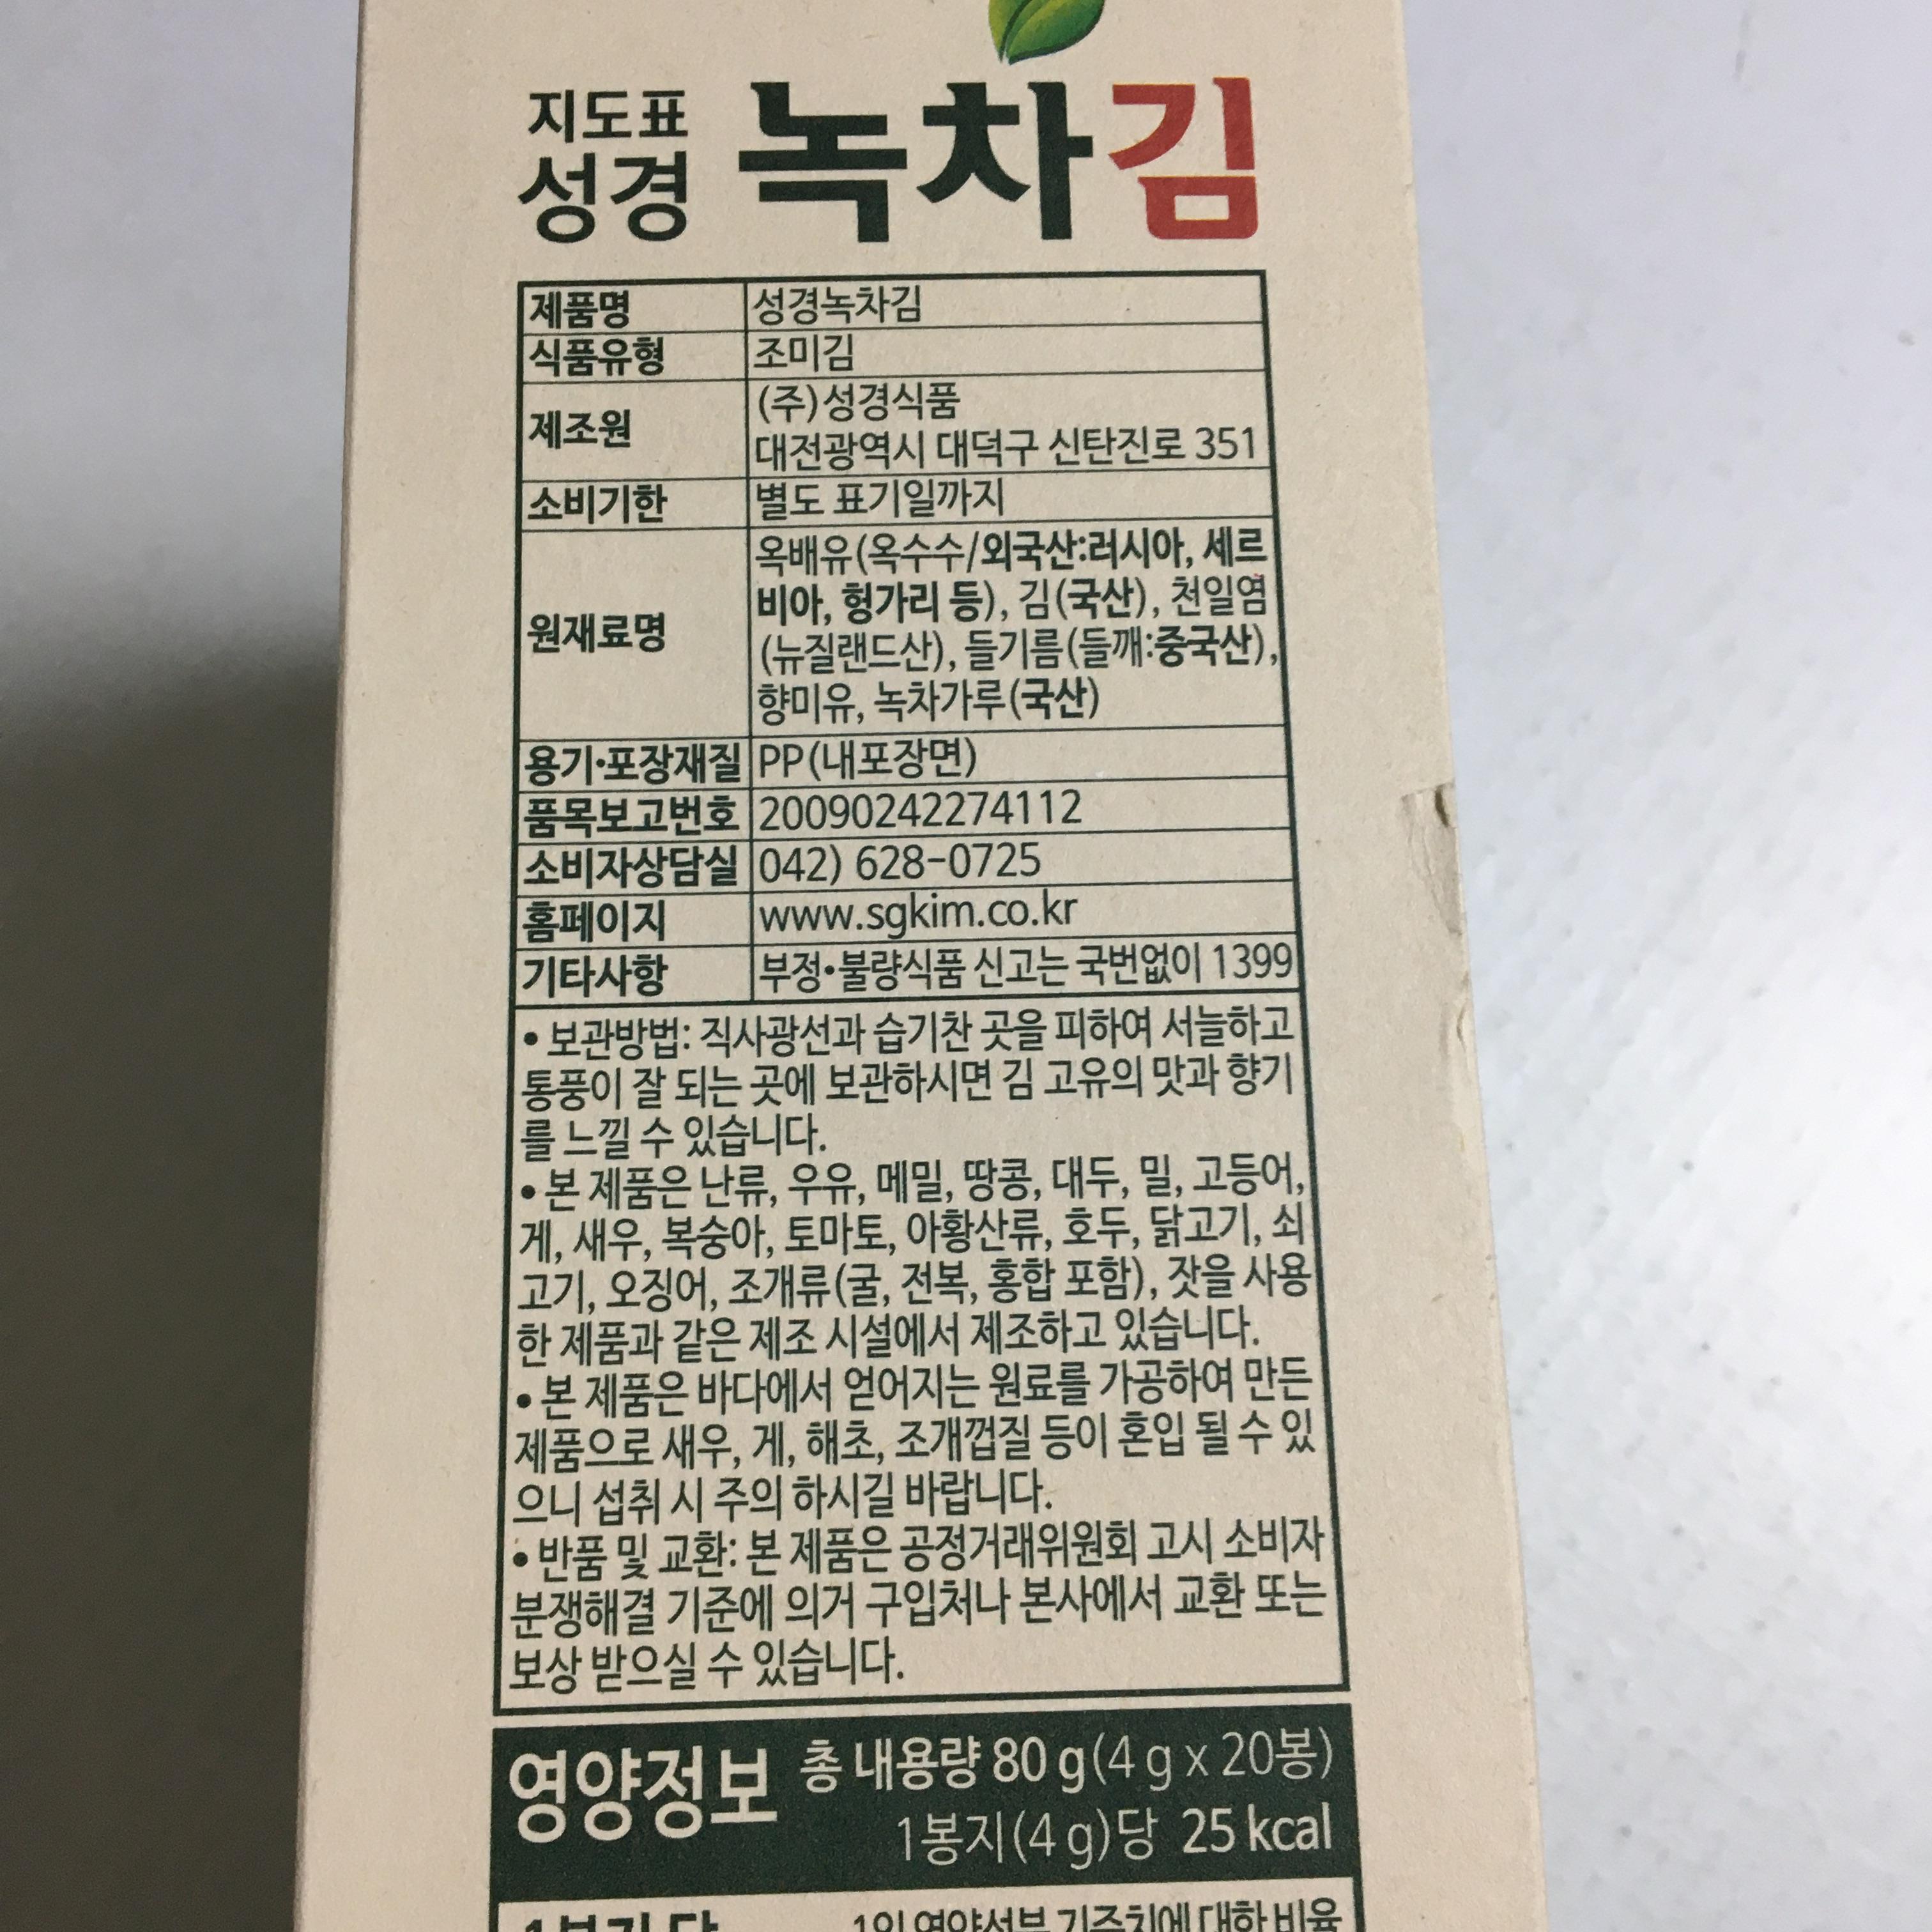 지도표
성경 녹차김
제품명 성경녹차김
식품유형 조미김
제조원 (주)성경식품
대전광역시 대덕구 신탄진로 351
소비기한 별도 표기일까지
원재료명 옥배유(옥수수/외국산:러시아, 세르
비아, 헝가리 등), 김(국산), 천일염
(뉴질랜드산), 들기름(들깨:중국산),
향미유, 녹차가루(국산)
용기·포장재질 PP(내포장면)
품목보고번호 20090242274112
소비자상담실 042) 628-0725
홈페이지 www.sgkim.co.kr
기타사항 부정·불량식품 신고는 국번없이 1399
• 보관방법: 직사광선과 습기찬 곳을 피하여 서늘하고
통풍이 잘 되는 곳에 보관하시면 김 고유의 맛과 향기
를 느낄 수 있습니다.
• 본 제품은 난류, 우유, 메밀, 땅콩, 대두, 밀, 고등어,
게, 새우, 복숭아, 토마토, 아황산류, 호두, 닭고기, 쇠
고기, 오징어, 조개류(굴, 전복, 홍합 포함), 잣을 사용
한 제품과 같은 제조 시설에서 제조하고 있습니다.
• 본 제품은 바다에서 얻어지는 원료를 가공하여 만든
제품으로 새우, 게, 해초, 조개껍질 등이 혼입 될 수 있
으니 섭취 시 주의 하시길 바랍니다.
• 반품 및 교환: 본 제품은 공정거래위원회 고시 소비자
분쟁해결 기준에 의거 구입처나 본사에서 교환 또는
보상 받으실 수 있습니다.
영양정보 총 내용량 80 g(4 g x 20봉)
1봉지(4 g)당 25 kcal
1봉지당 1일 영양성분 기준치에 대한 비율